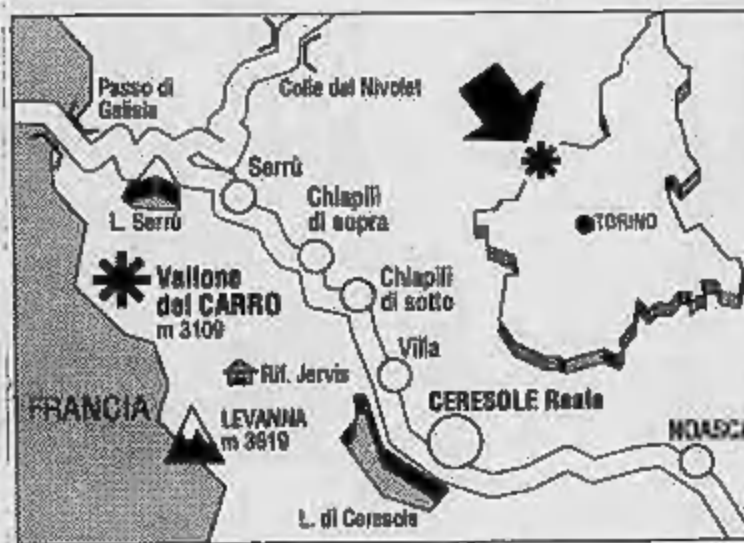 Passo di
Galisia
Colle del Nivolet
Serrù
L. Serrù
Chiapili
di sopra
TORINO
Vallone
del CARRO
m 3109
Chiapili
di sotto
Villa
Rif. Jervis
FRANCIA
LEVANNA
m 3619
CERESOLE Reale
NOASCA
L. di Ceresole